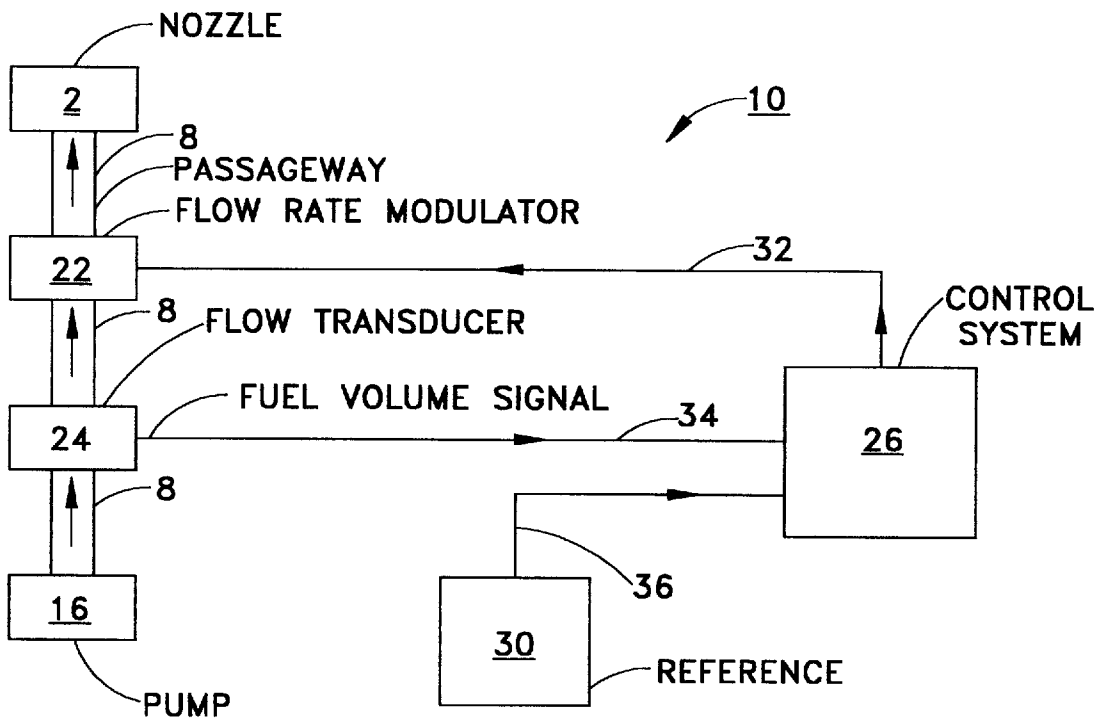 NOZZLE
2
10
8
PASSAGEWAY
FLOW RATE MODULATOR
22
32
8
FLOW TRANSDUCER
CONTROL
SYSTEM
FUEL VOLUME SIGNAL
34
24
26
8
36
16
30
REFERENCE
PUMP